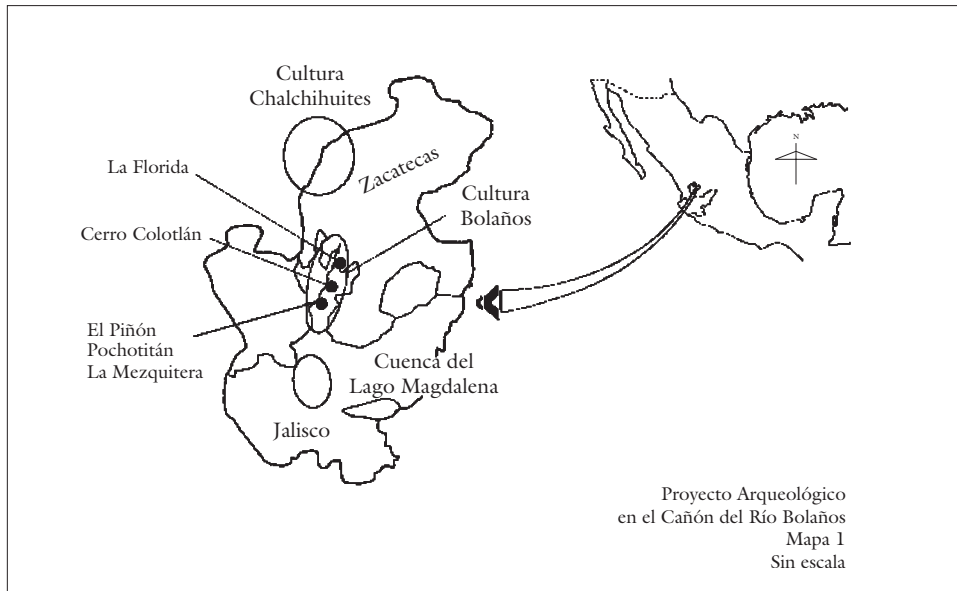 Cultura
Chalchihuites
La Florida
Zacatecas
Cultura
Bolaños
Cerro Colotlán
El Piñón
Pochotitán
La Mezquitera
Cuenca del
Lago Magdalena
Jalisco
N
Proyecto Arqueológico
en el Cañón del Río Bolaños
Mapa 1
Sin escala